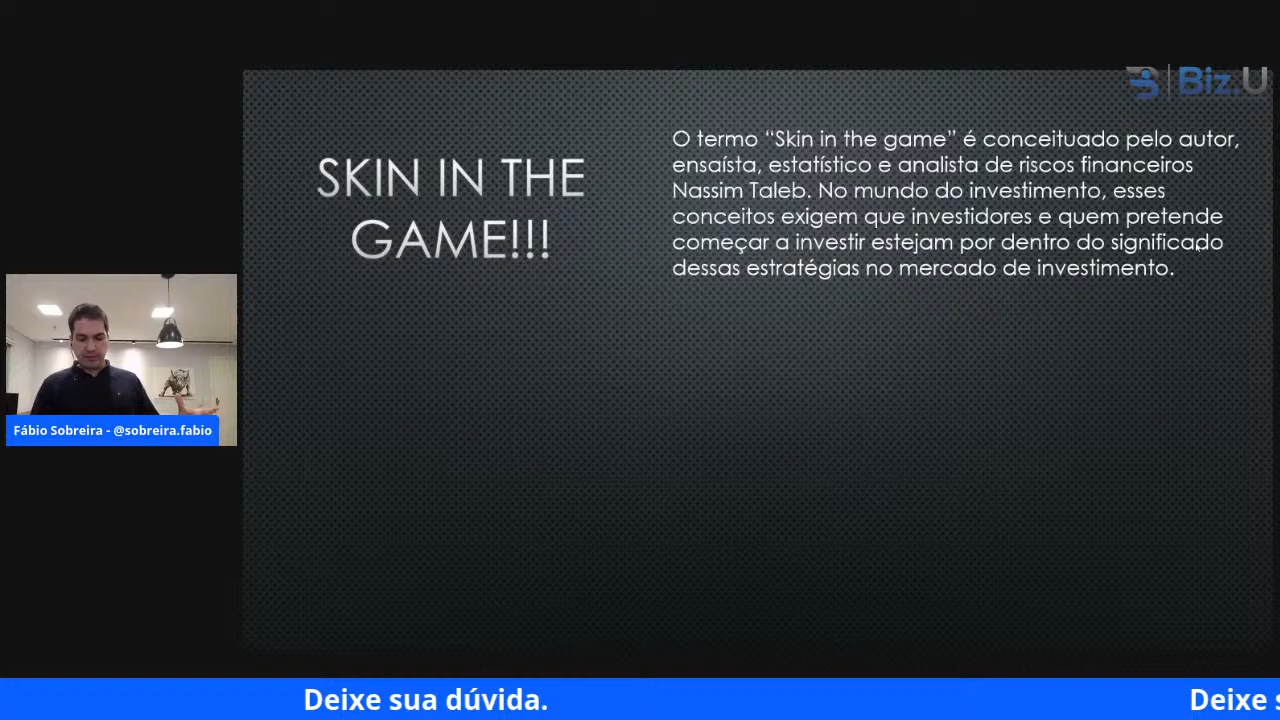 Biz.U
SKIN IN THE
GAME!!!
O termo “Skin in the game” é conceituado pelo autor,
ensaísta, estatístico e analista de riscos financeiros
Nassim Taleb. No mundo do investimento, esses
conceitos exigem que investidores e quem pretende
começar a investir estejam por dentro do significado
dessas estratégias no mercado de investimento.
Fábio Sobreira - @sobreira.fabio
Deixe sua dúvida.
Deixe s